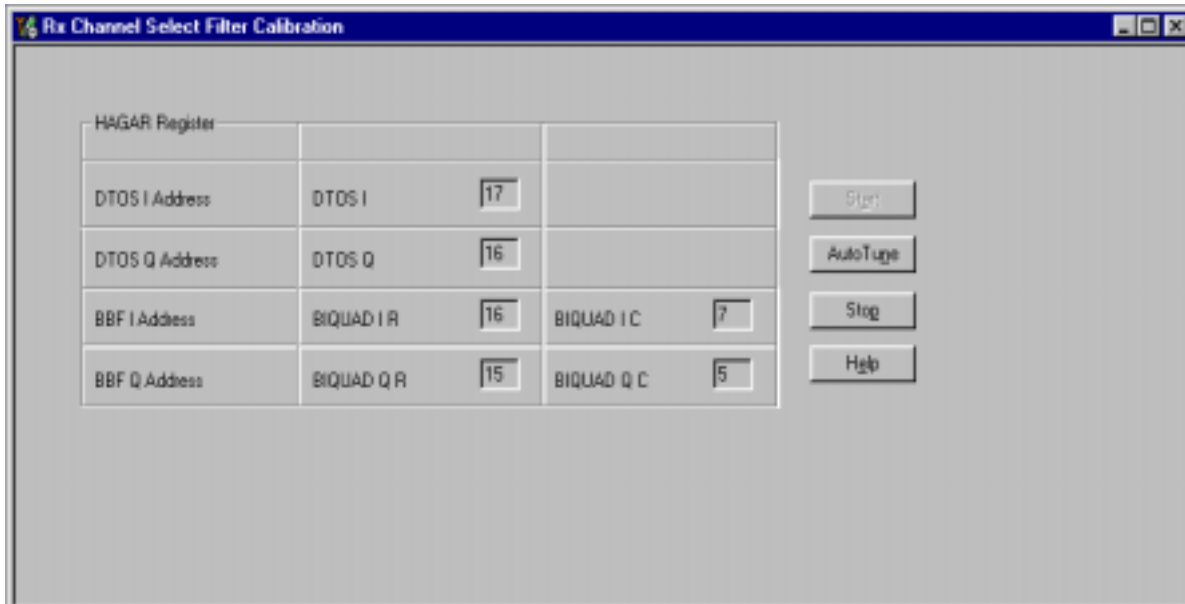 Rx Channel Select Filter Calibration
HAGAR Register
DTOS I Address DTOS I 17
Start
DTOS Q Address DTOS Q 16
AutoTune
BBF I Address BIQUAD I R 16 BIQUAD I C 7
Stop
BBF Q Address BIQUAD Q R 15 BIQUAD Q C 5
Help